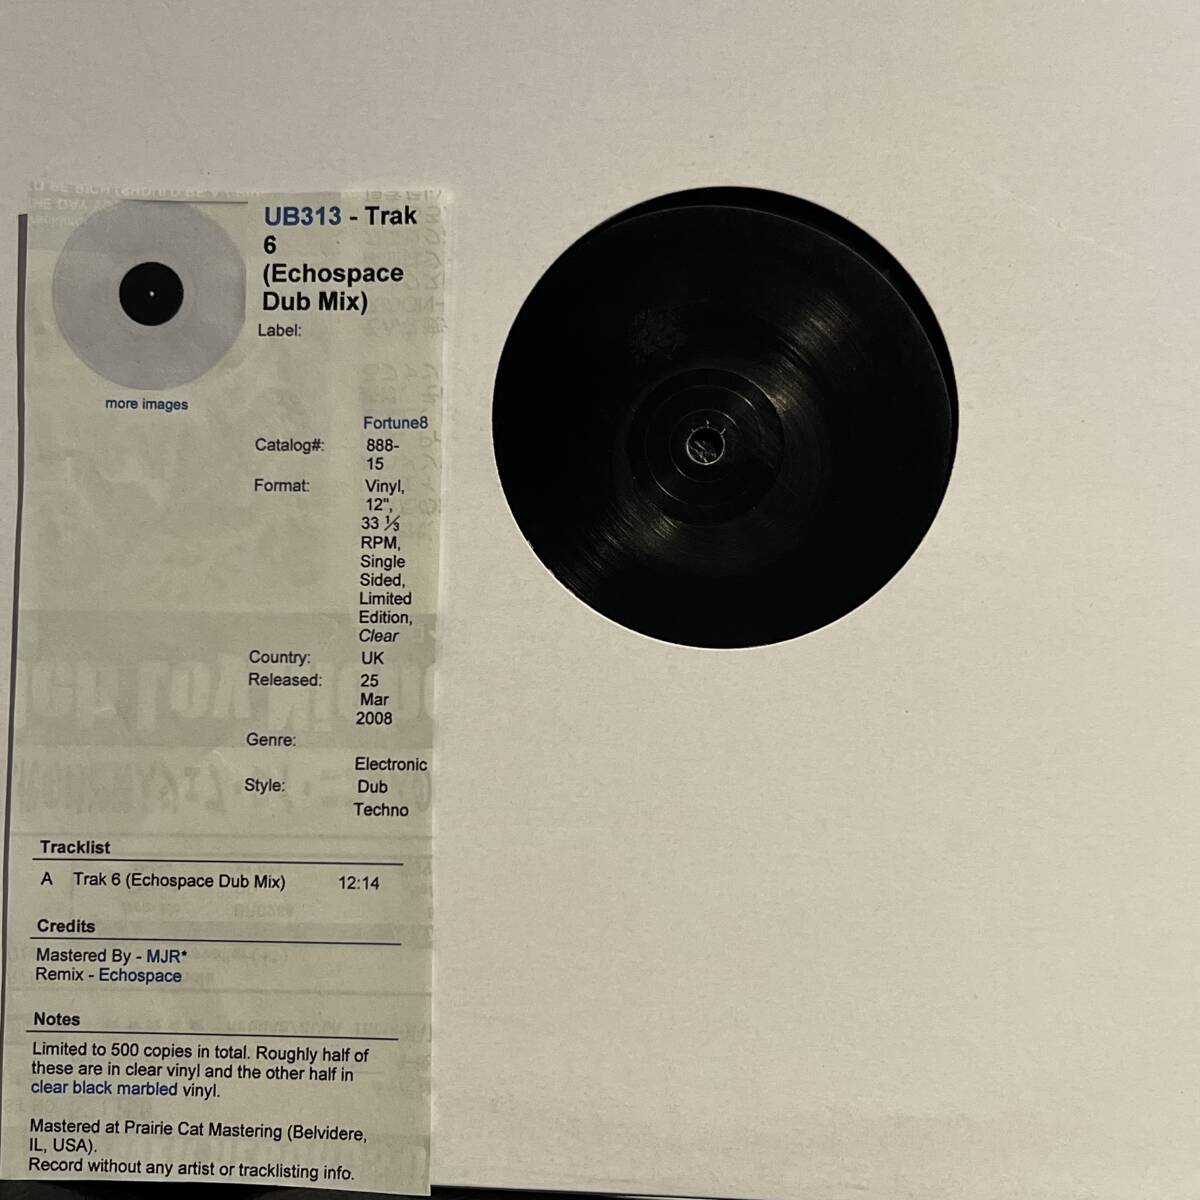 UB313 - Trak
6
(Echospace
Dub Mix)
Label:
more images
Fortune8
Catalog#: 888-
15
Format: Vinyl,
12",
33 ⅓
RPM,
Single
Sided,
Limited
Edition,
Clear
Country: UK
Released: 25
Mar
2008
Genre:
Electronic
Style: Dub
Techno
Tracklist
A Trak 6 (Echospace Dub Mix) 12:14
Credits
Mastered By - MJR*
Remix - Echospace
Notes
Limited to 500 copies in total. Roughly half of
these are in clear vinyl and the other half in
clear black marbled vinyl.
Mastered at Prairie Cat Mastering (Belvidere,
IL, USA).
Record without any artist or tracklisting info.